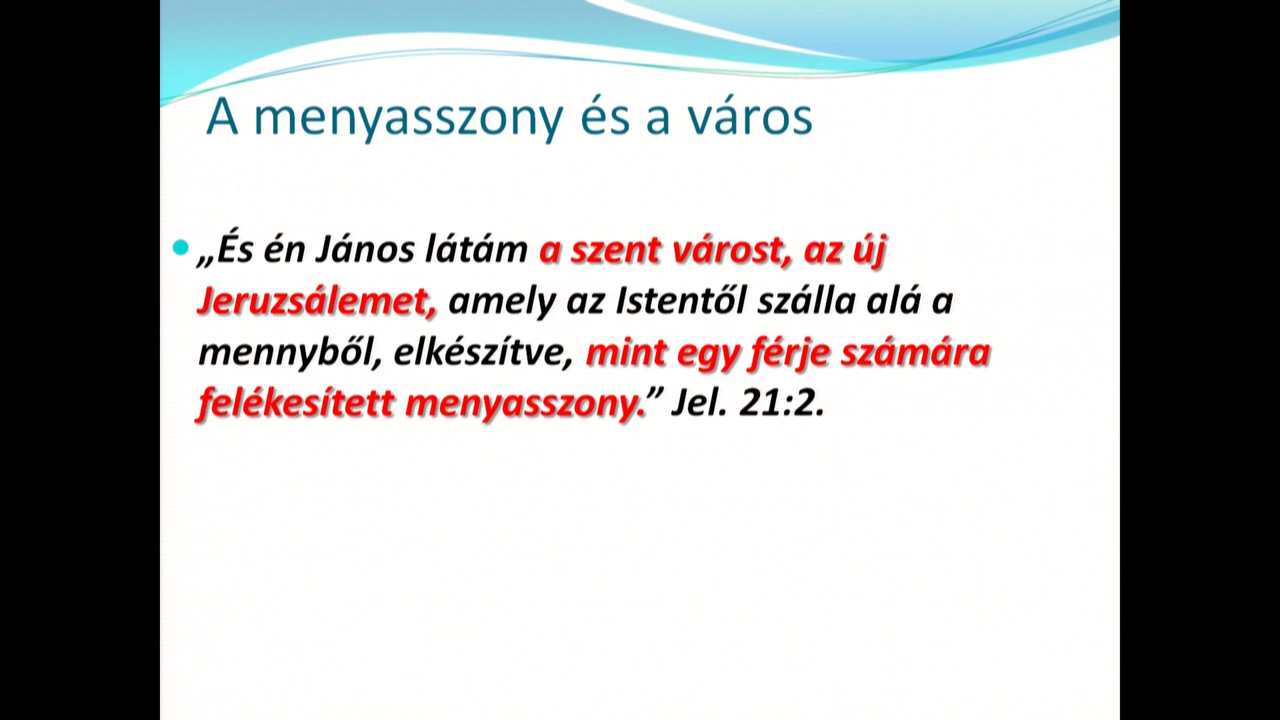 A menyasszony és a város
„És én János látám a szent várost, az új
Jeruzsálemet, amely az Istentől szálla alá a
mennyből, elkészítve, mint egy férje számára
felékesített menyasszony.” Jel. 21:2.